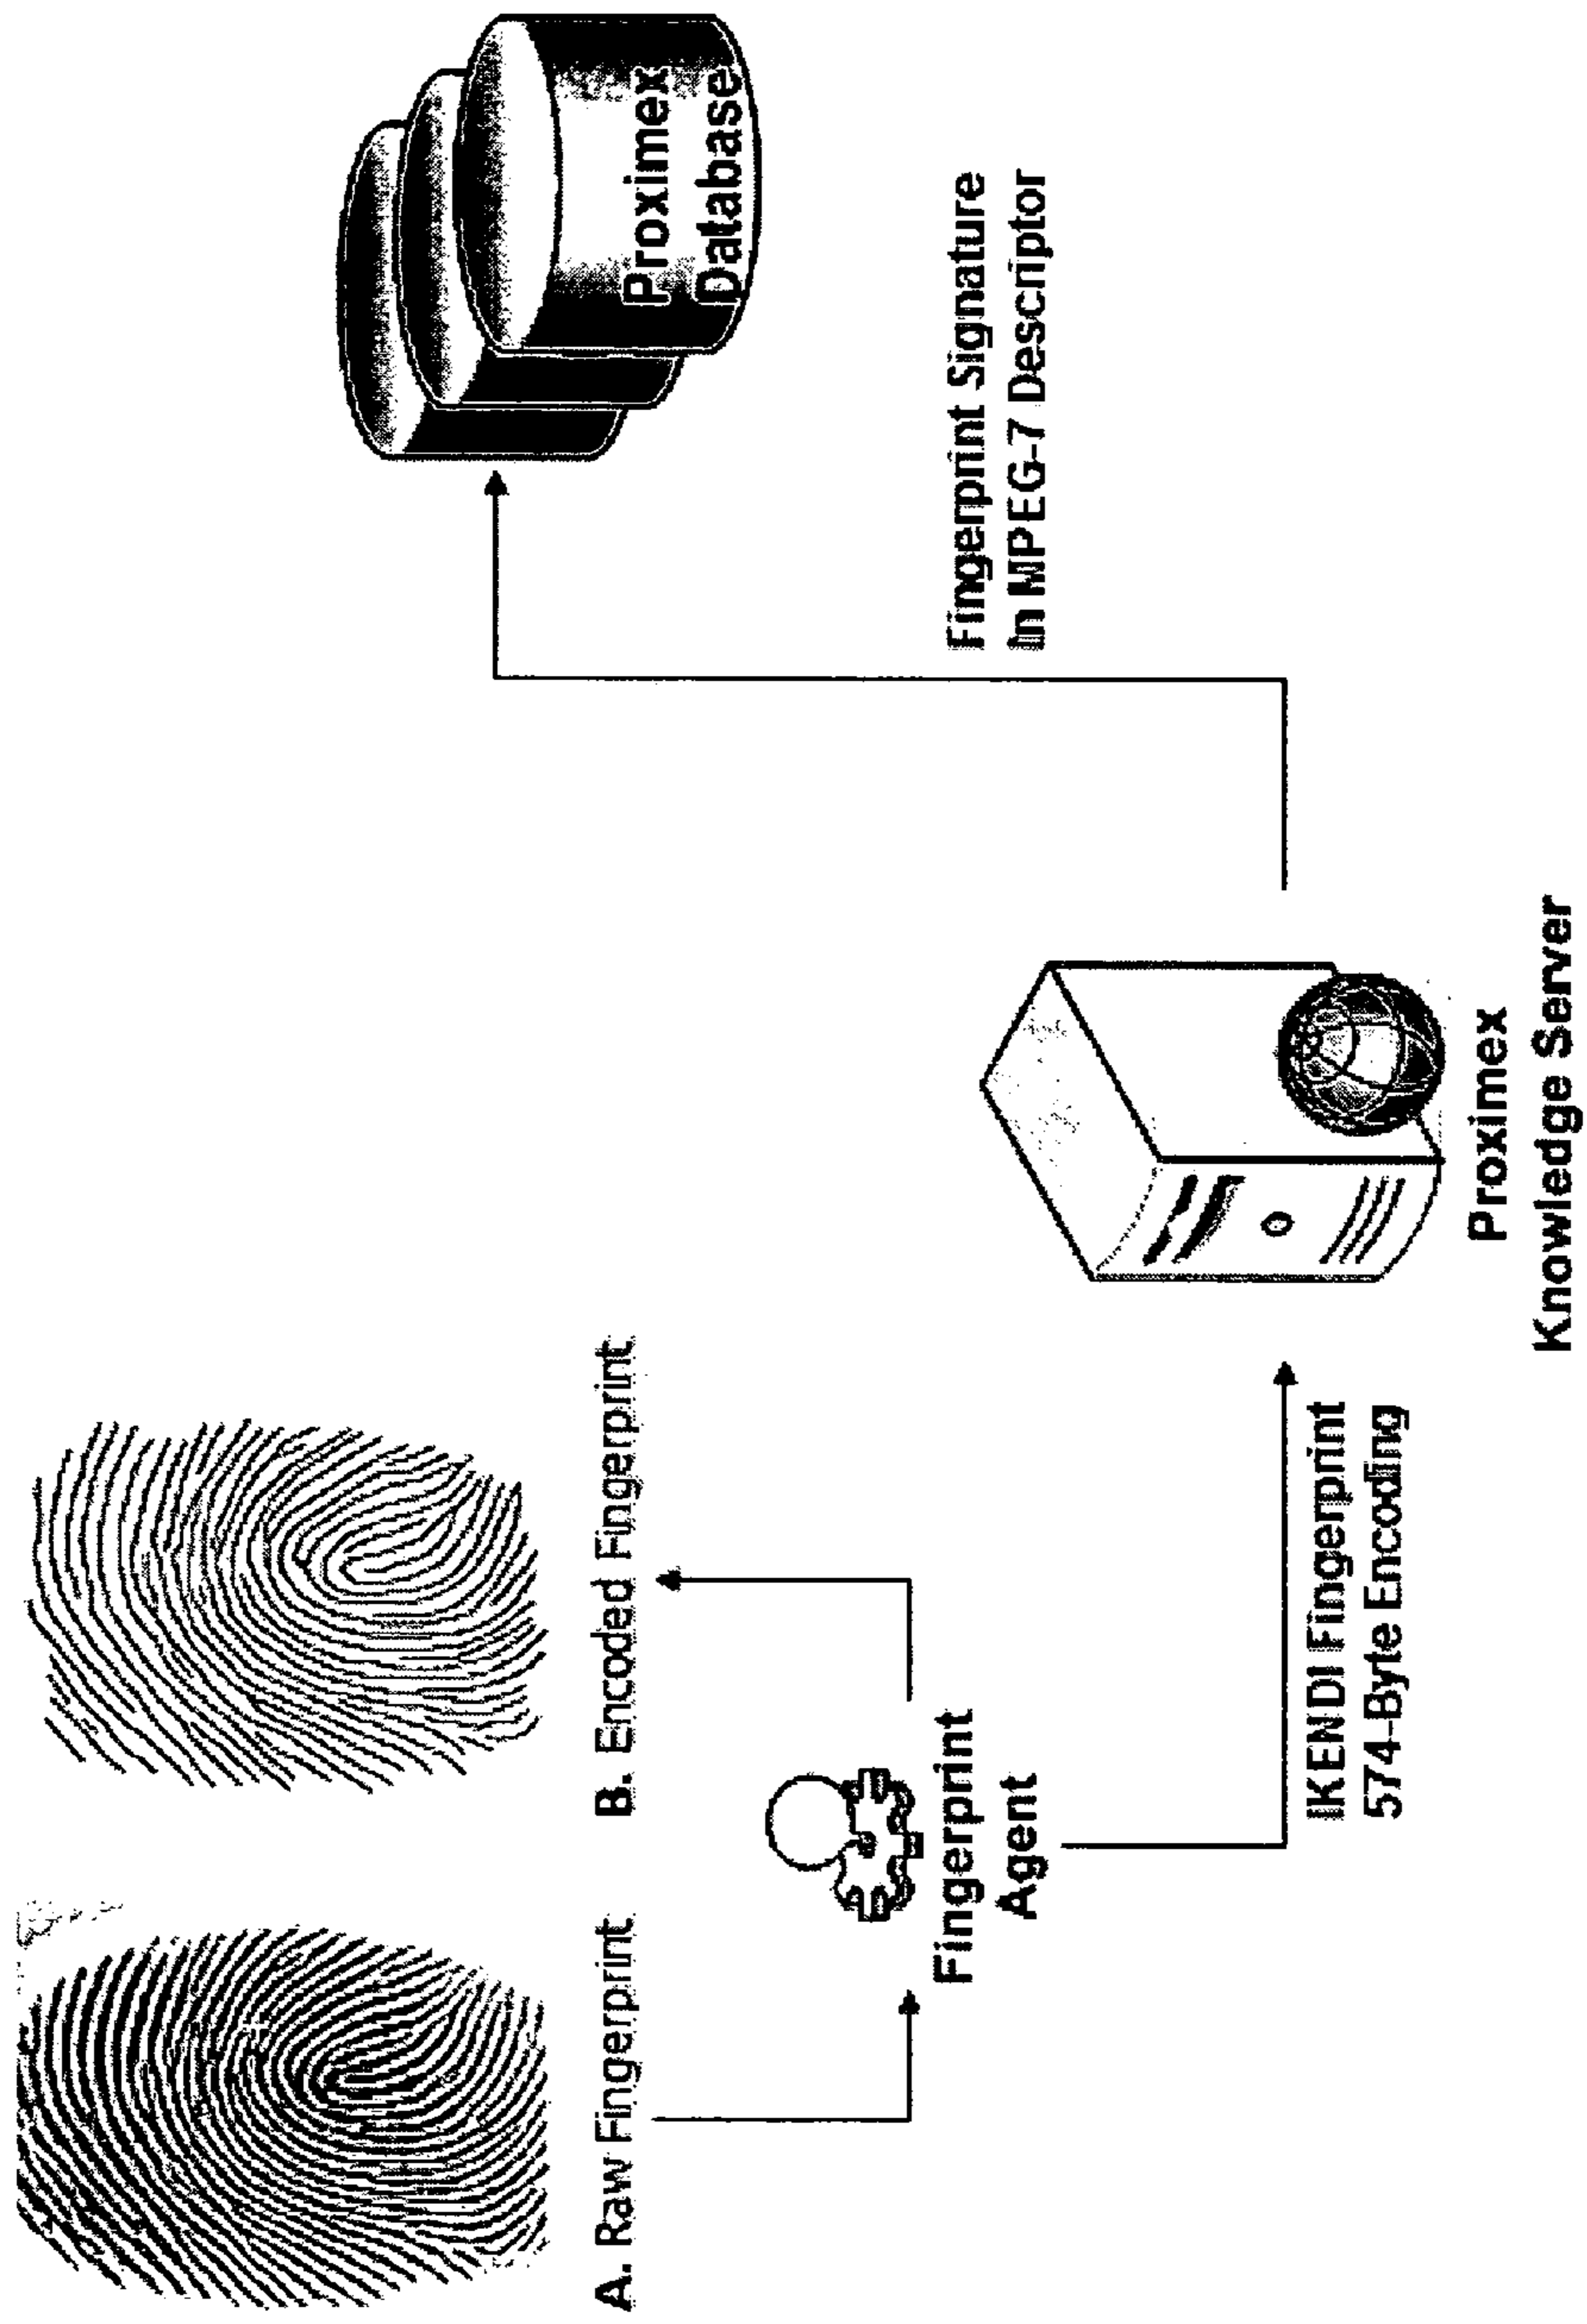 A. Raw Fingerprint
B. Encoded Fingerprint
Fingerprint
Agent
IKENDI Fingerprint
574-Byte Encoding
Proximex
Knowledge Server
Fingerprint Signature
In MPEG-7 Descriptor
Proximex
Database